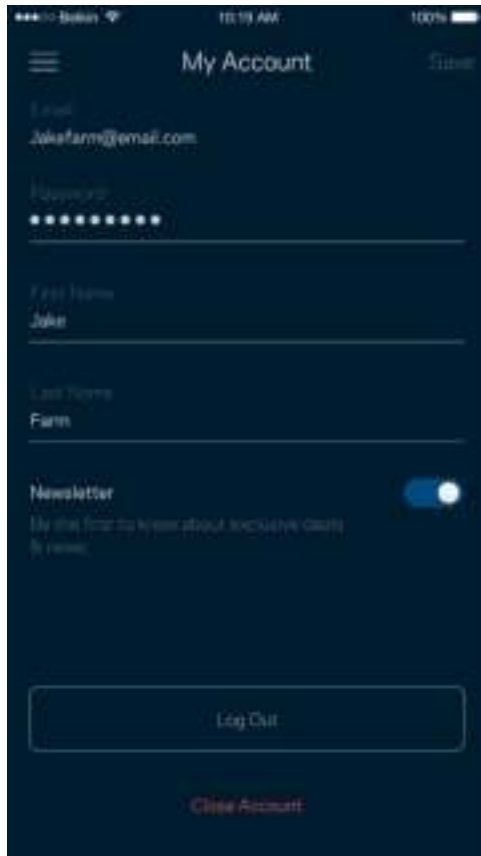 Belkin 10:19 AM 100%
My Account Save
Email
Jakefarm@email.com
Password
First Name
Jake
Last Name
Farm
Newsletter
Be the first to know about exclusive deals
& news.
Log Out
Close Account